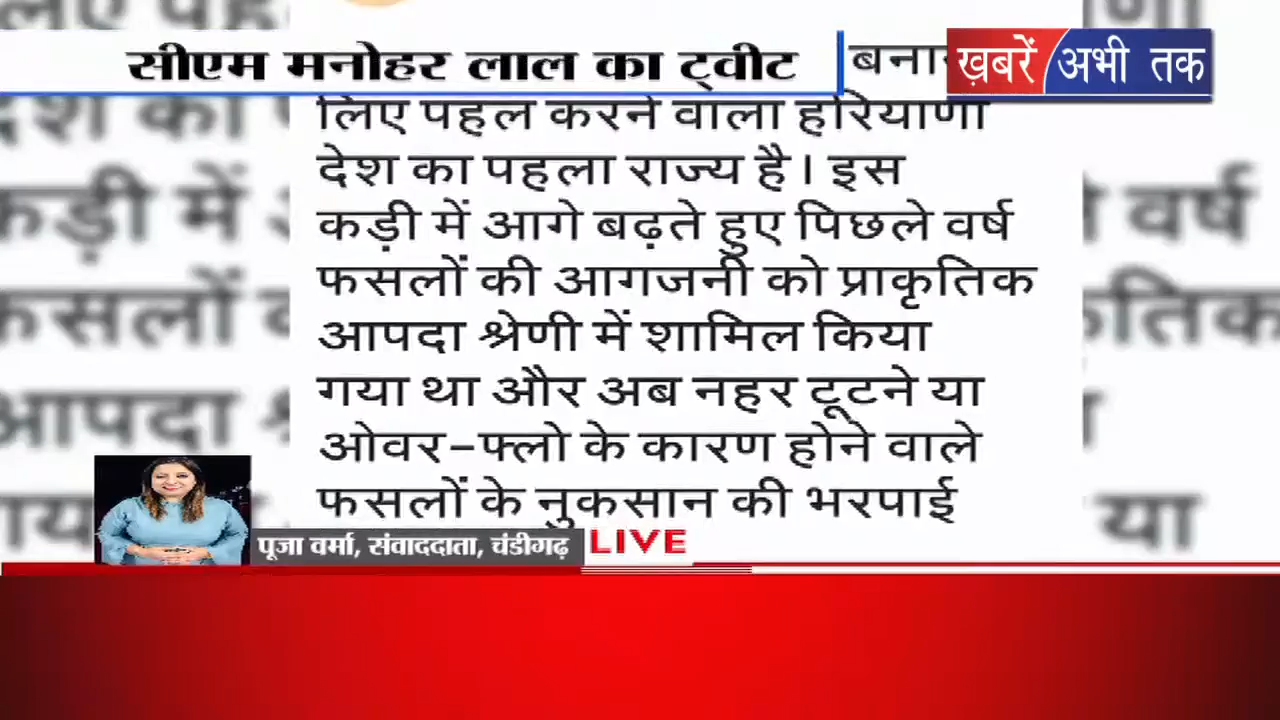 सीएम मनोहर लाल का ट्वीट
ख़बरें अभी तक
लिए पहल करने वाला हरियाणा
देश का पहला राज्य है। इस
कड़ी में आगे बढ़ते हुए पिछले वर्ष
फसलों की आगजनी को प्राकृतिक
आपदा श्रेणी में शामिल किया
गया था और अब नहर टूटने या
ओवर-फ्लो के कारण होने वाले
फसलों के नुकसान की भरपाई
पूजा वर्मा, संवाददाता, चंडीगढ़
LIVE